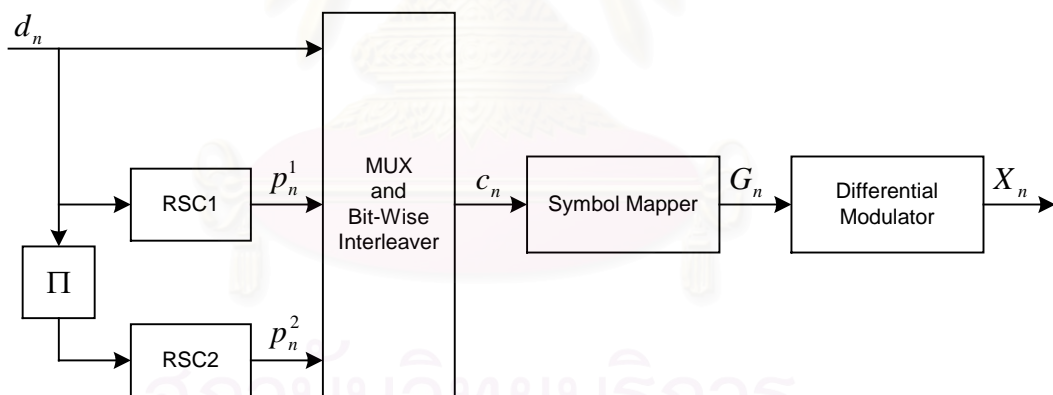 d_n
RSC1
p_n^1
MUX
and
Bit-Wise
Interleaver
c_n
Symbol Mapper
G_n
Differential
Modulator
X_n
Π
RSC2
p_n^2